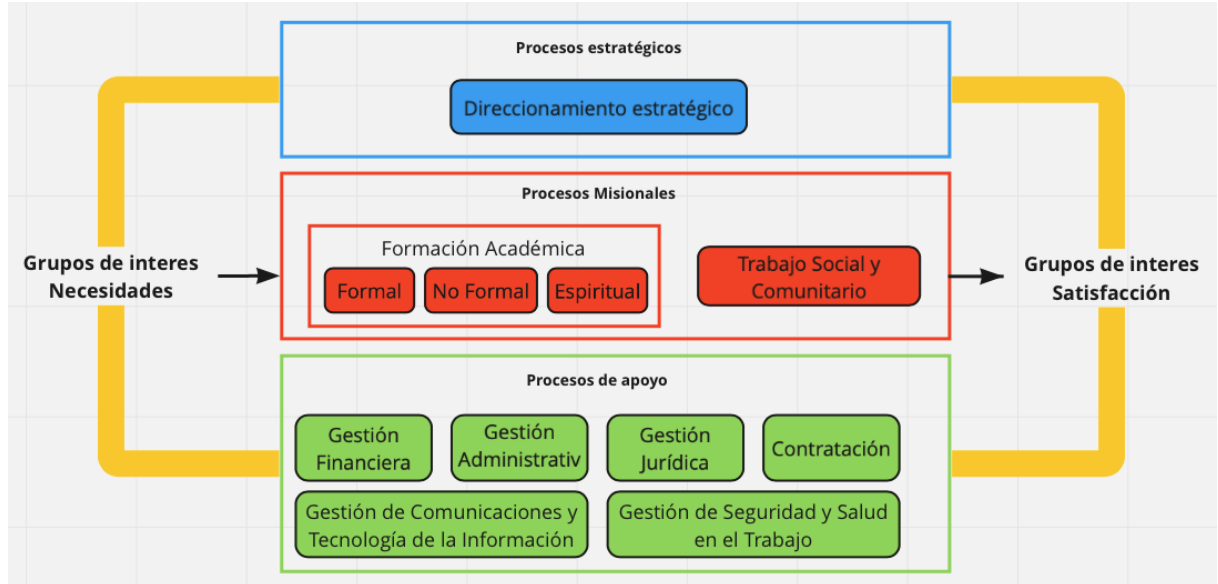 Procesos estratégicos
Direccionamiento estratégico
Procesos Misionales
Grupos de interes
Necesidades
Formación Académica
Formal
No Formal
Espiritual
Trabajo Social y
Comunitario
Grupos de interes
Satisfacción
Procesos de apoyo
Gestión
Financiera
Gestión
Administrativ
Gestión
Jurídica
Contratación
Gestión de Comunicaciones y
Tecnología de la Información
Gestión de Seguridad y Salud
en el Trabajo